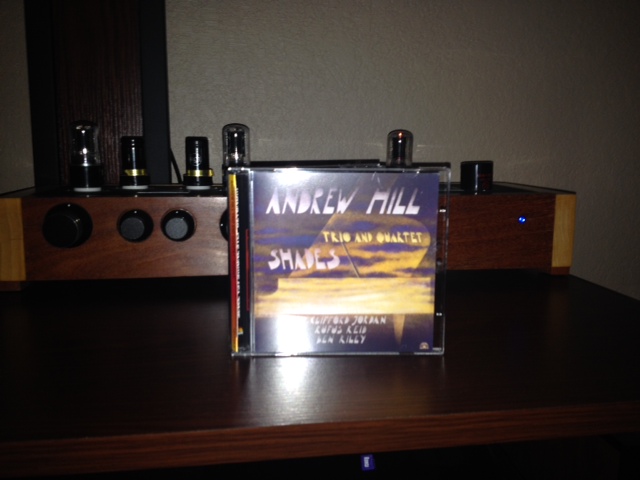 ANDREW HILL
TRIO AND QUARTET
SHADES
CLIFFORD JORDAN
RUFUS REID
BEN RILEY